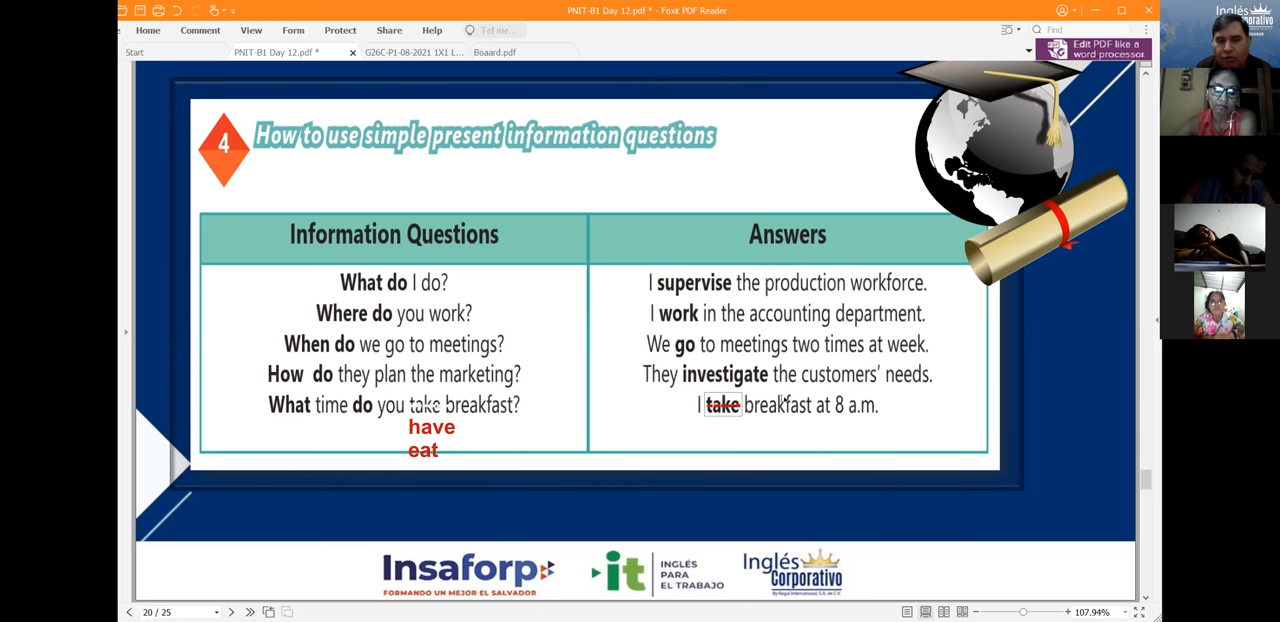 PNIT-B1 Day 12.pdf * - Foxit PDF Reader
Home Comment View Form Protect Share Help Tell me... Find
Start PNIT-B1 Day 12.pdf * G26C-P1-08-2021 1X1 L... Boaard.pdf
Edit PDF like a
word processor
Inglés
4
How to use simple present information questions
Information Questions Answers
What do I do? I supervise the production workforce.
Where do you work? I work in the accounting department.
When do we go to meetings? We go to meetings two times at week.
How do they plan the marketing? They investigate the customers' needs.
What time do you take breakfast? I take breakfast at 8 a.m.
have
eat
Insaforp
FORMANDO UN MEJOR EL SALVADOR
it
INGLÉS
PARA
EL TRABAJO
Inglés
Corporativo
By Regal International, S.A. de C.V.
20 / 25 107.94%